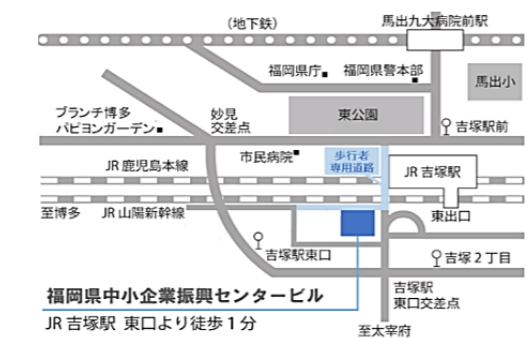 (地下鉄)
馬出九大病院前駅
福岡県庁
福岡県警本部
馬出小
ブランチ博多
パピヨンガーデン
妙見
交差点
東公園
吉塚駅前
市民病院
歩行者
専用道路
JR 鹿児島本線
JR 吉塚駅
至博多
JR 山陽新幹線
東出口
吉塚駅東口
吉塚2丁目
福岡県中小企業振興センタービル
JR 吉塚駅 東口より徒歩1分
吉塚駅
東口交差点
至太宰府